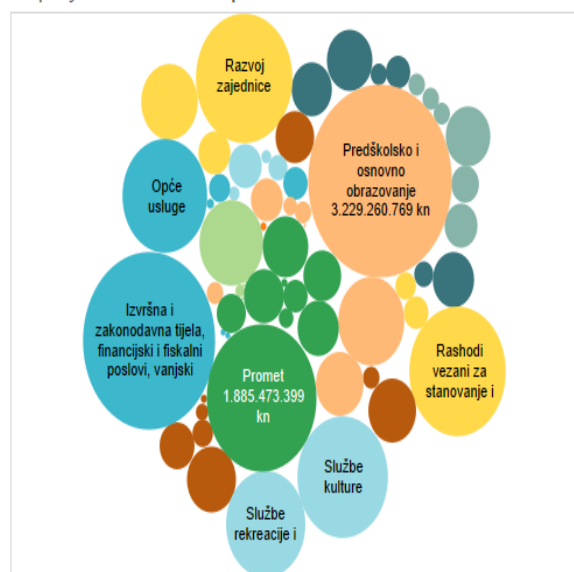 Razvoj
zajednice
Predškolsko i
osnovno
obrazovanje
3.229.260.769 kn
Opće
usluge
Izvršna i
zakonodavna tijela,
financijski i fiskalni
poslovi, vanjski
Promet
1.885.473.399
kn
Rashodi
vezani za
stanovanje i
Službe
kulture
Službe
rekreacije i